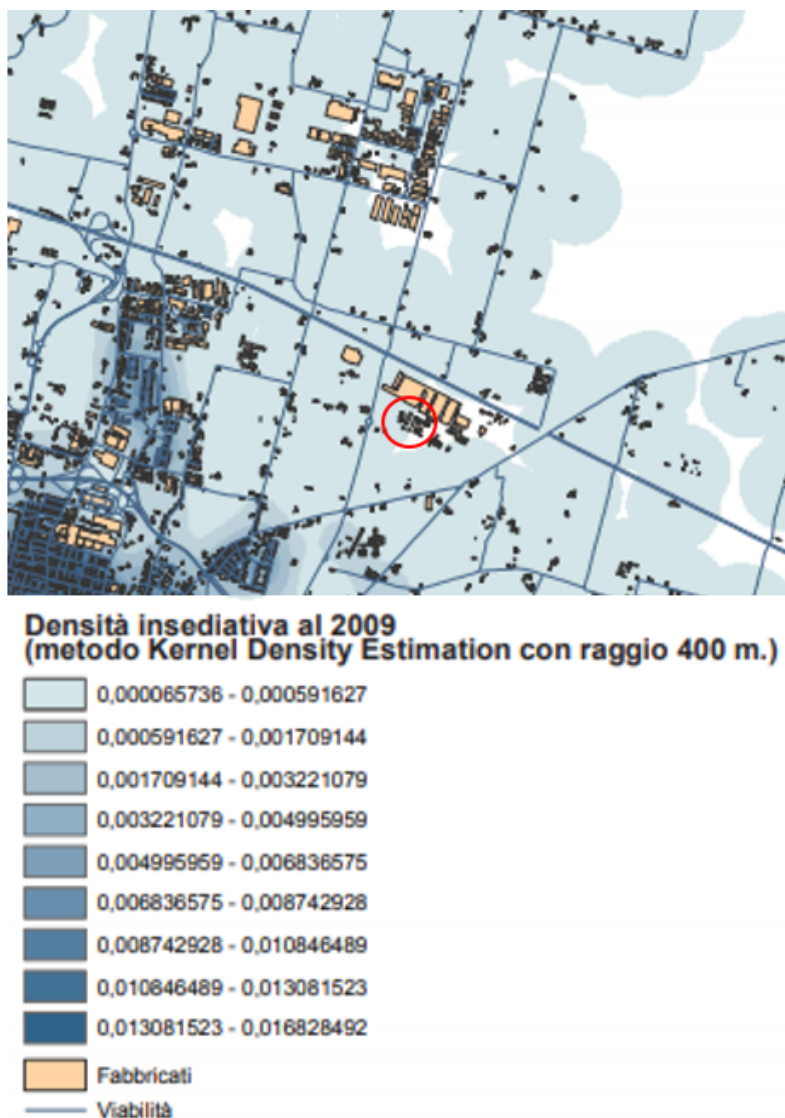 Densità insediativa al 2009
(metodo Kernel Density Estimation con raggio 400 m.)
0,000065736 - 0,000591627
0,000591627 - 0,001709144
0,001709144 - 0,003221079
0,003221079 - 0,004995959
0,004995959 - 0,006836575
0,006836575 - 0,008742928
0,008742928 - 0,010846489
0,010846489 - 0,013081523
0,013081523 - 0,016828492
Fabbricati
Viabilità